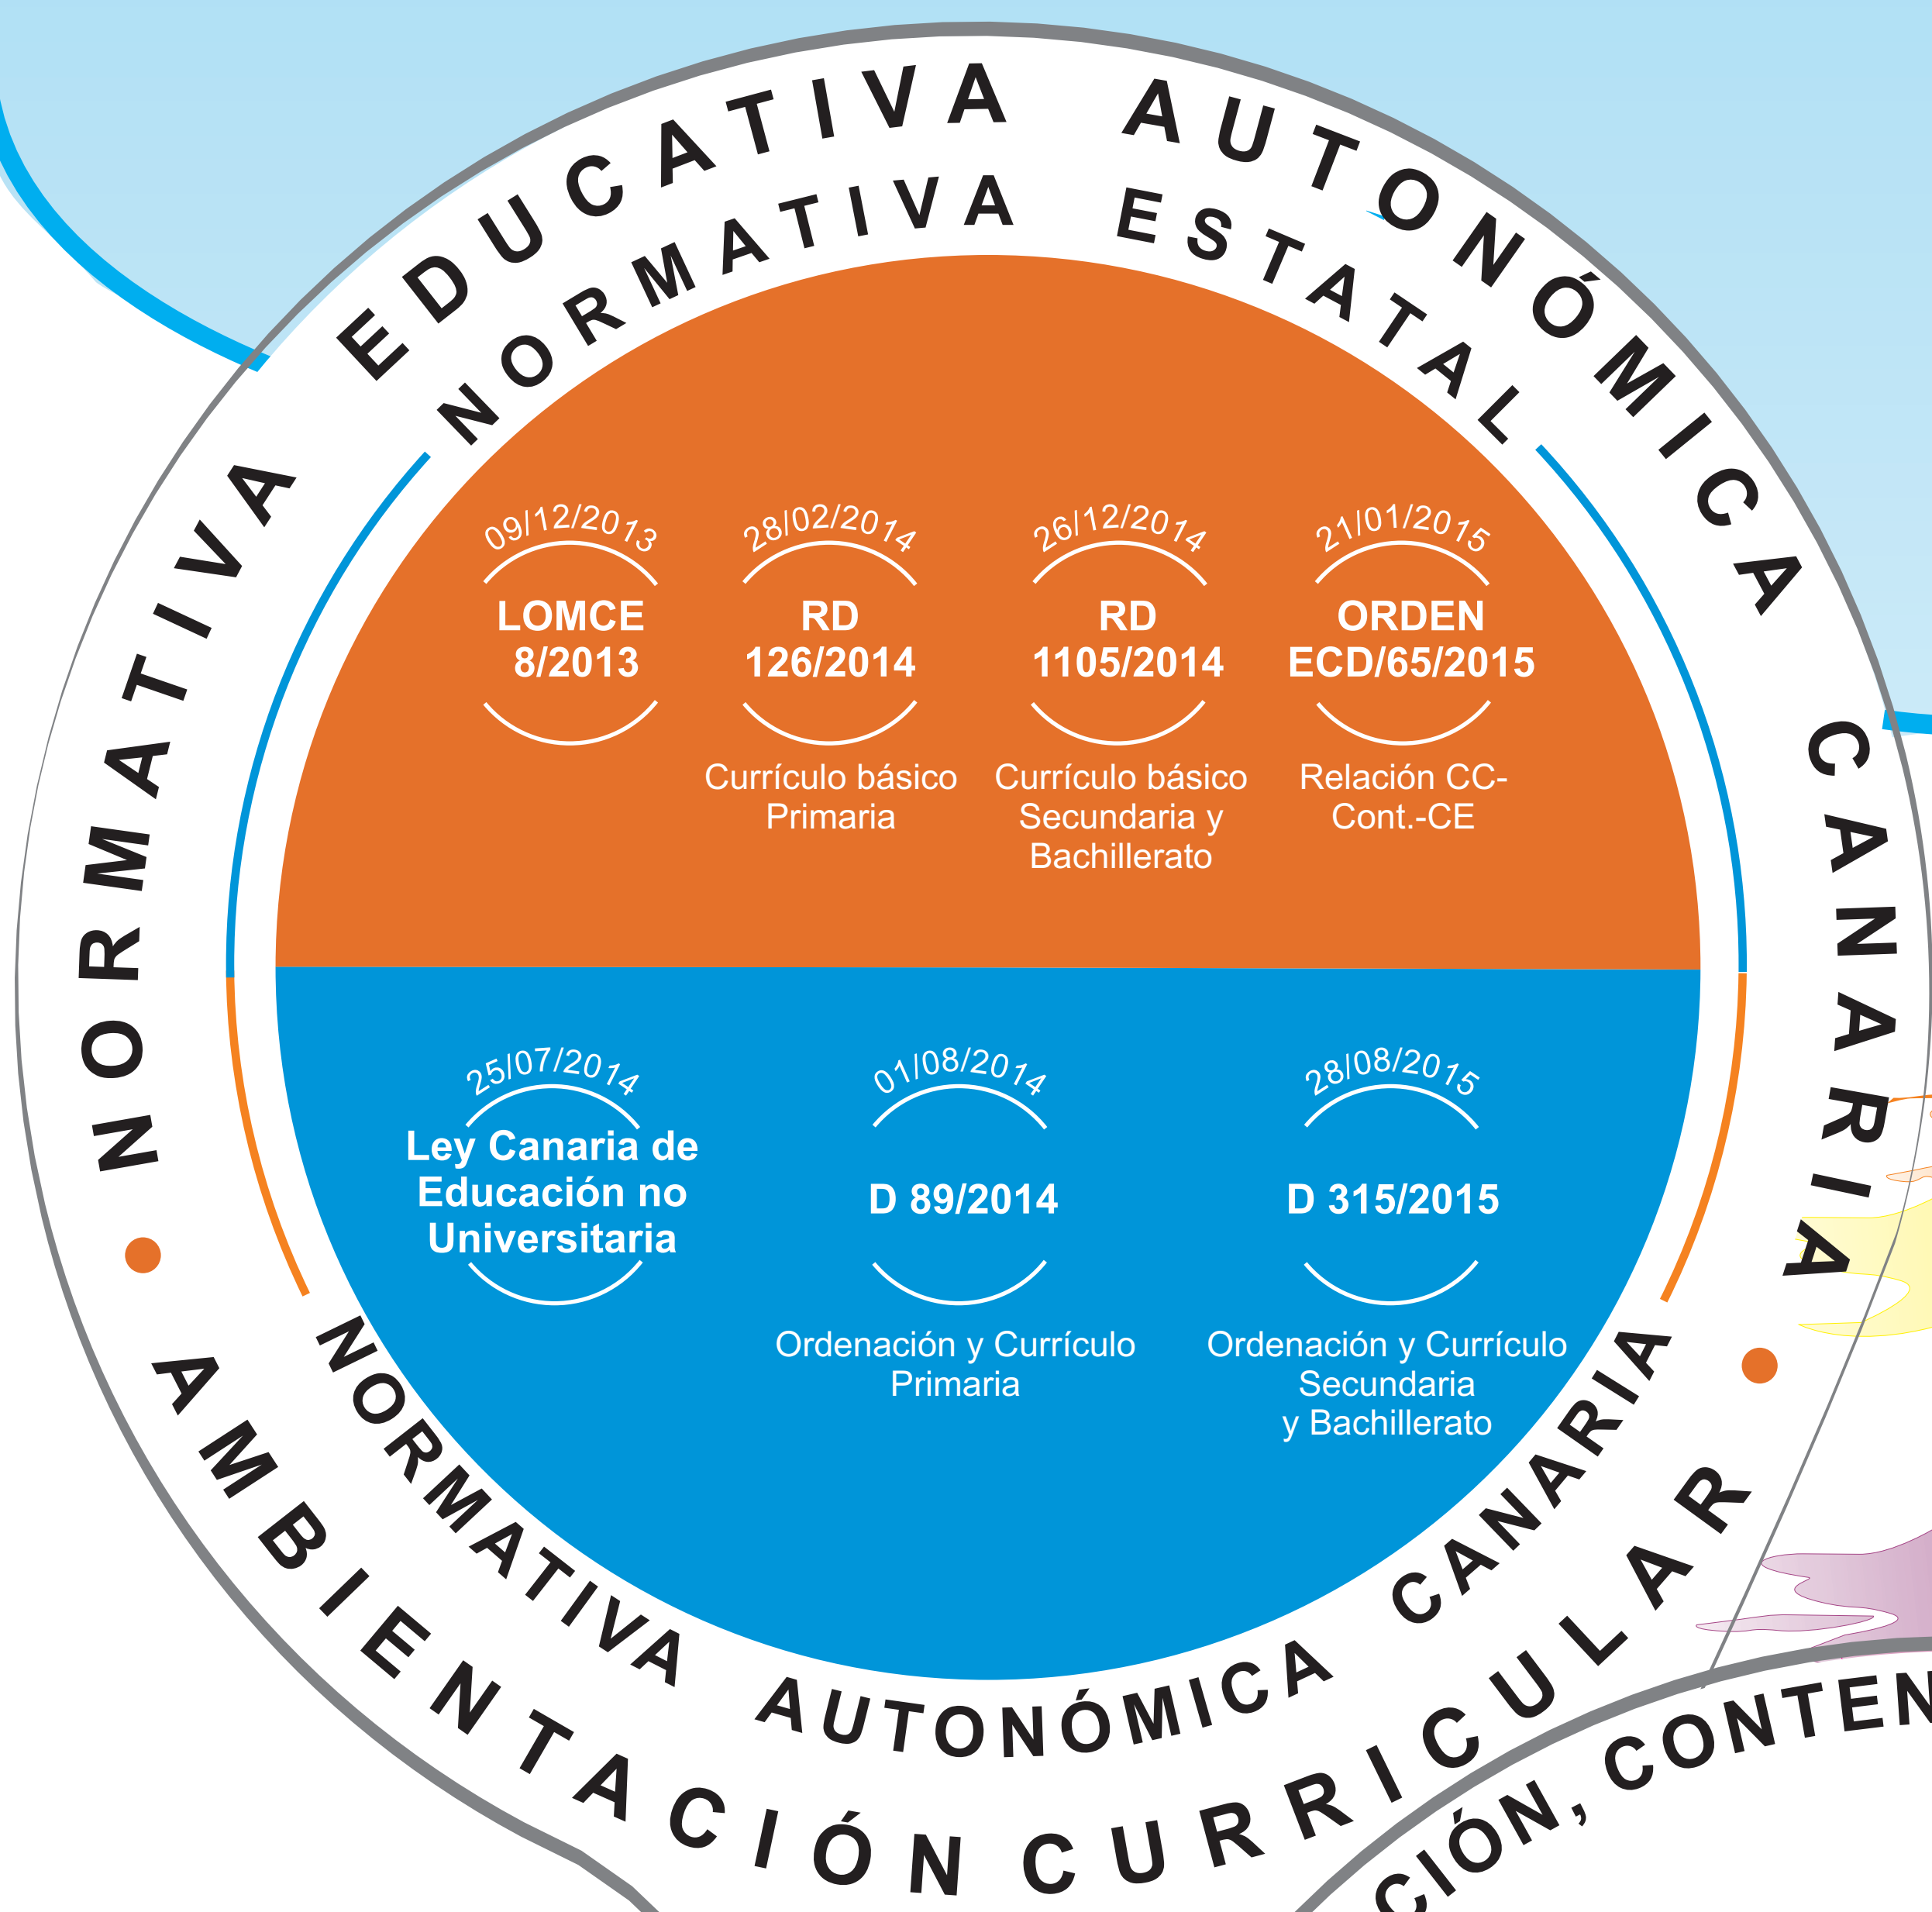 NORMATIVA EDUCATIVA AUTONÓMICA CANARIA
NORMATIVA ESTATAL
09/12/2013
LOMCE
8/2013
28/02/2014
RD
126/2014
Currículo básico
Primaria
26/12/2014
RD
1105/2014
Currículo básico
Secundaria y
Bachillerato
21/01/2015
ORDEN
ECD/65/2015
Relación CC-
Cont.-CE
25/07/2014
Ley Canaria de
Educación no
Universitaria
01/08/2014
D 89/2014
Ordenación y Currículo
Primaria
28/08/2015
D 315/2015
Ordenación y Currículo
Secundaria
y Bachillerato
NORMATIVA AUTONÓMICA CANARIA
AMBIENTACIÓN CURRICULAR
CIÓN, CONTEN